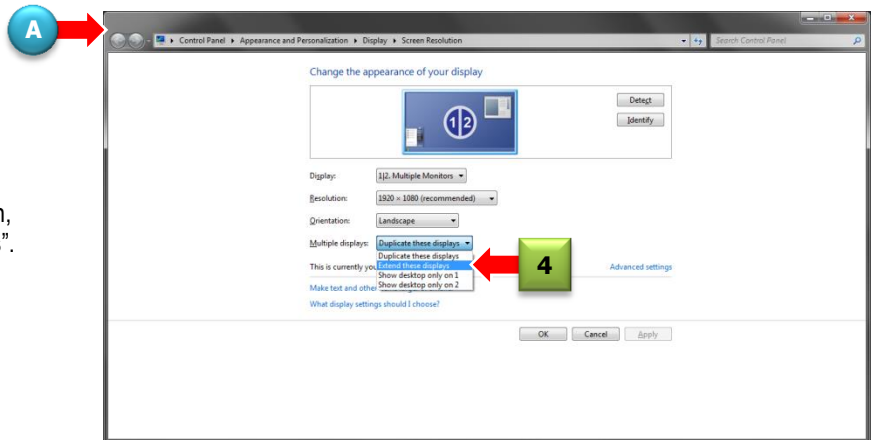 A
Control Panel ▸ Appearance and Personalization ▸ Display ▸ Screen Resolution
Search Control Panel
Change the appearance of your display
1|2
Detect
Identify
Display: 1|2. Multiple Monitors
Resolution: 1920 × 1080 (recommended)
Orientation: Landscape
Multiple displays: Duplicate these displays
Duplicate these displays
Extend these displays
Show desktop only on 1
Show desktop only on 2
4
This is currently you
Advanced settings
Make text and othe
What display settings should I choose?
OK Cancel Apply
”.